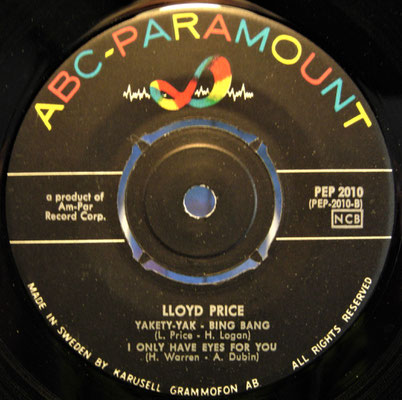 ABC-PARAMOUNT
a product of
Am-Par
Record Corp.
PEP 2010
(PEP-2010-B)
NCB
LLOYD PRICE
YAKETY-YAK - BING BANG
(L. Price - H. Logan)
I ONLY HAVE EYES FOR YOU
(H. Warren - A. Dubin)
MADE IN SWEDEN BY KARUSELL GRAMMOFON AB.
ALL RIGHTS RESERVED